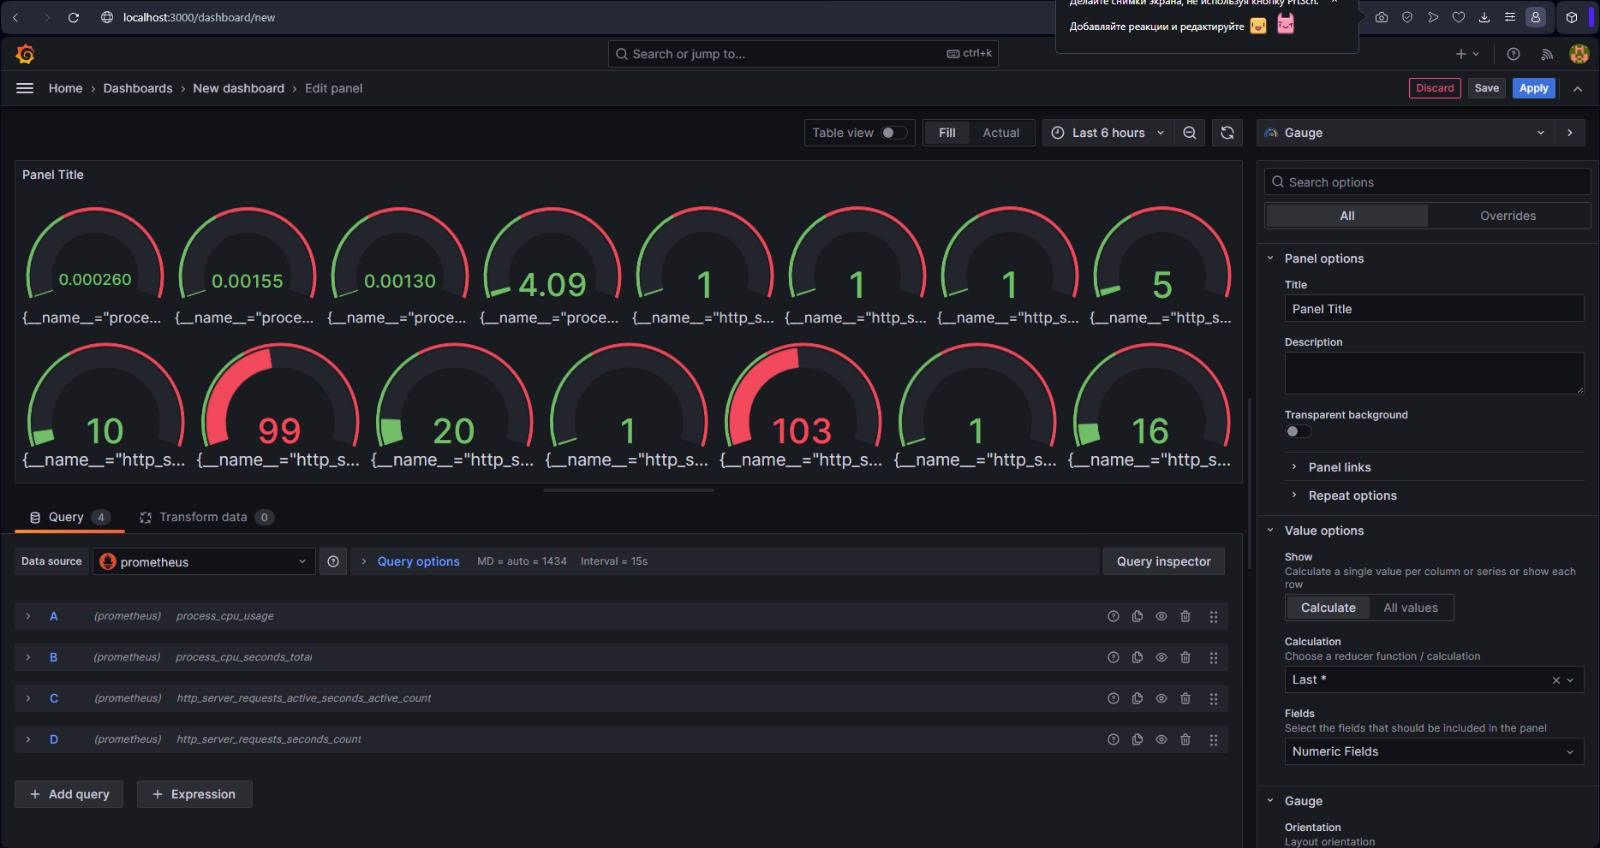 localhost:3000/dashboard/new
Делайте снимки экрана, не используя кнопку PrtScn.
Добавляйте реакции и редактируйте
Search or jump to...
ctrl+k
Home › Dashboards › New dashboard › Edit panel
Discard
Save
Apply
Table view
Fill
Actual
Last 6 hours
Gauge
Panel Title
0.000260
0.00155
0.00130
4.09
1
1
1
5
{__name__="proce...
{__name__="proce...
{__name__="proce...
{__name__="proce...
{__name__="http_s...
{__name__="http_s...
{__name__="http_s...
{__name__="http_s...
10
99
20
1
103
1
16
{__name__="http_s...
{__name__="http_s...
{__name__="http_s...
{__name__="http_s...
{__name__="http_s...
{__name__="http_s...
{__name__="http_s...
Query 4
Transform data 0
Data source
prometheus
Query options
MD = auto = 1434
Interval = 15s
Query inspector
A (prometheus) process_cpu_usage
B (prometheus) process_cpu_seconds_total
C (prometheus) http_server_requests_active_seconds_active_count
D (prometheus) http_server_requests_seconds_count
+ Add query
+ Expression
Search options
All
Overrides
Panel options
Title
Panel Title
Description
Transparent background
Panel links
Repeat options
Value options
Show
Calculate a single value per column or series or show each
row
Calculate
All values
Calculation
Choose a reducer function / calculation
Last *
Fields
Select the fields that should be included in the panel
Numeric Fields
Gauge
Orientation
Layout orientation